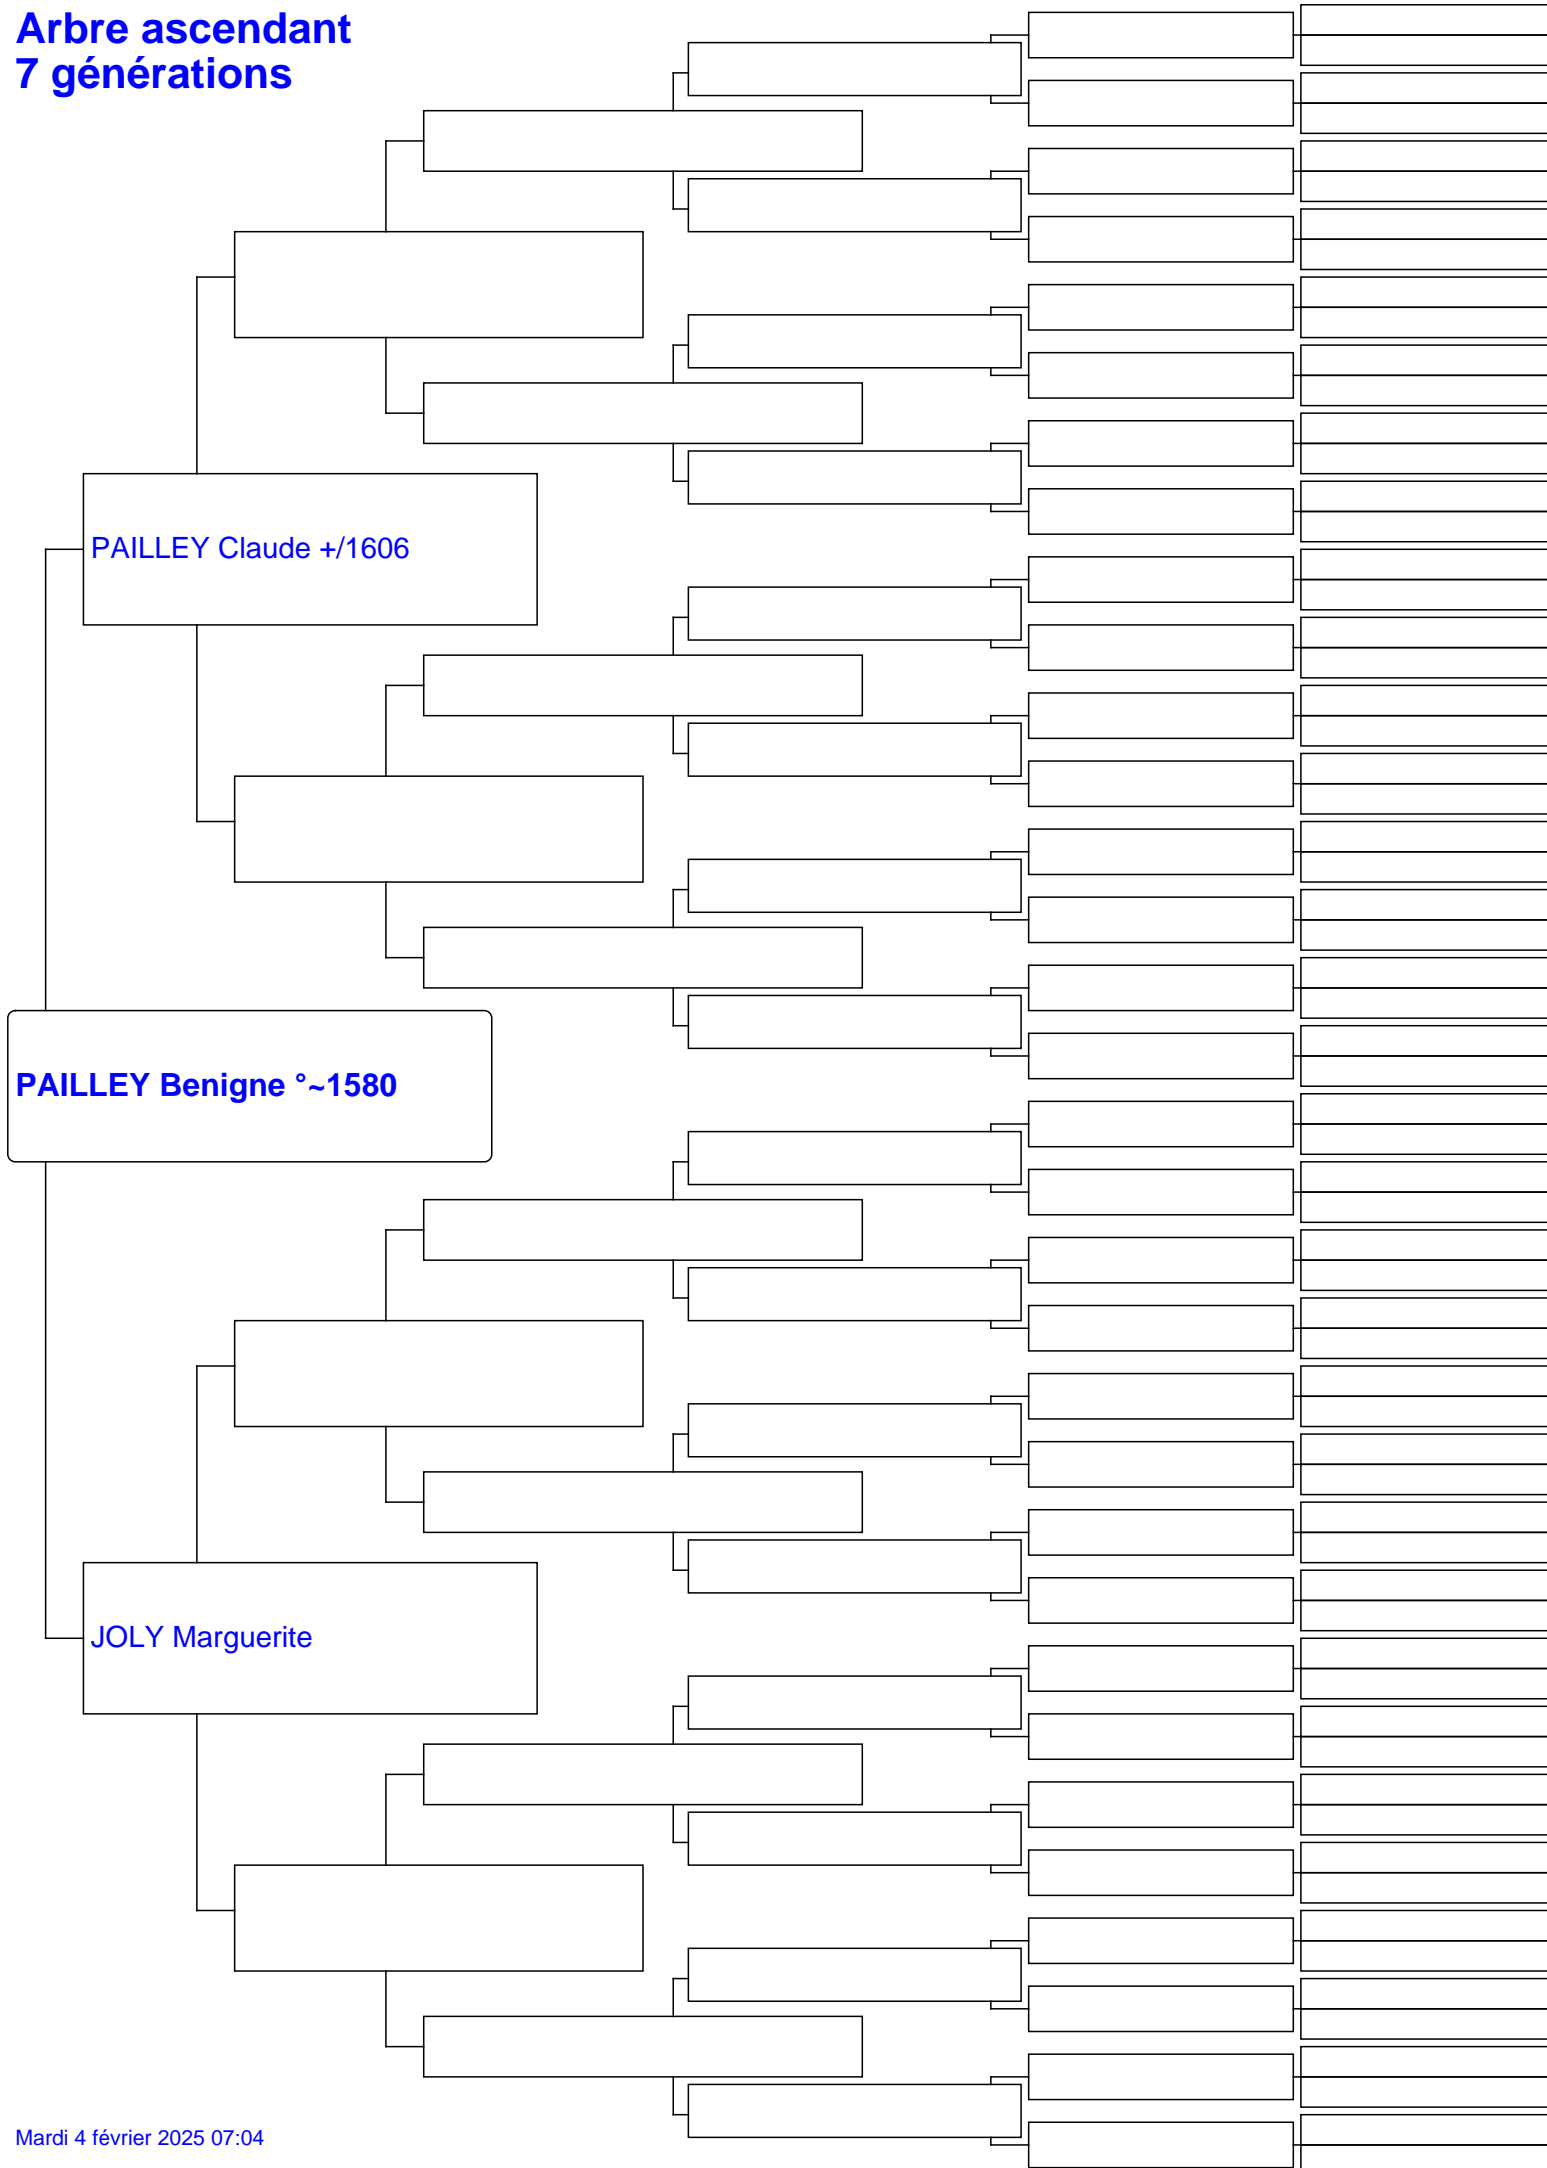 Arbre ascendant
7 générations
PAILLEY Claude +/1606
PAILLEY Benigne °~1580
JOLY Marguerite
Mardi 4 février 2025 07:04